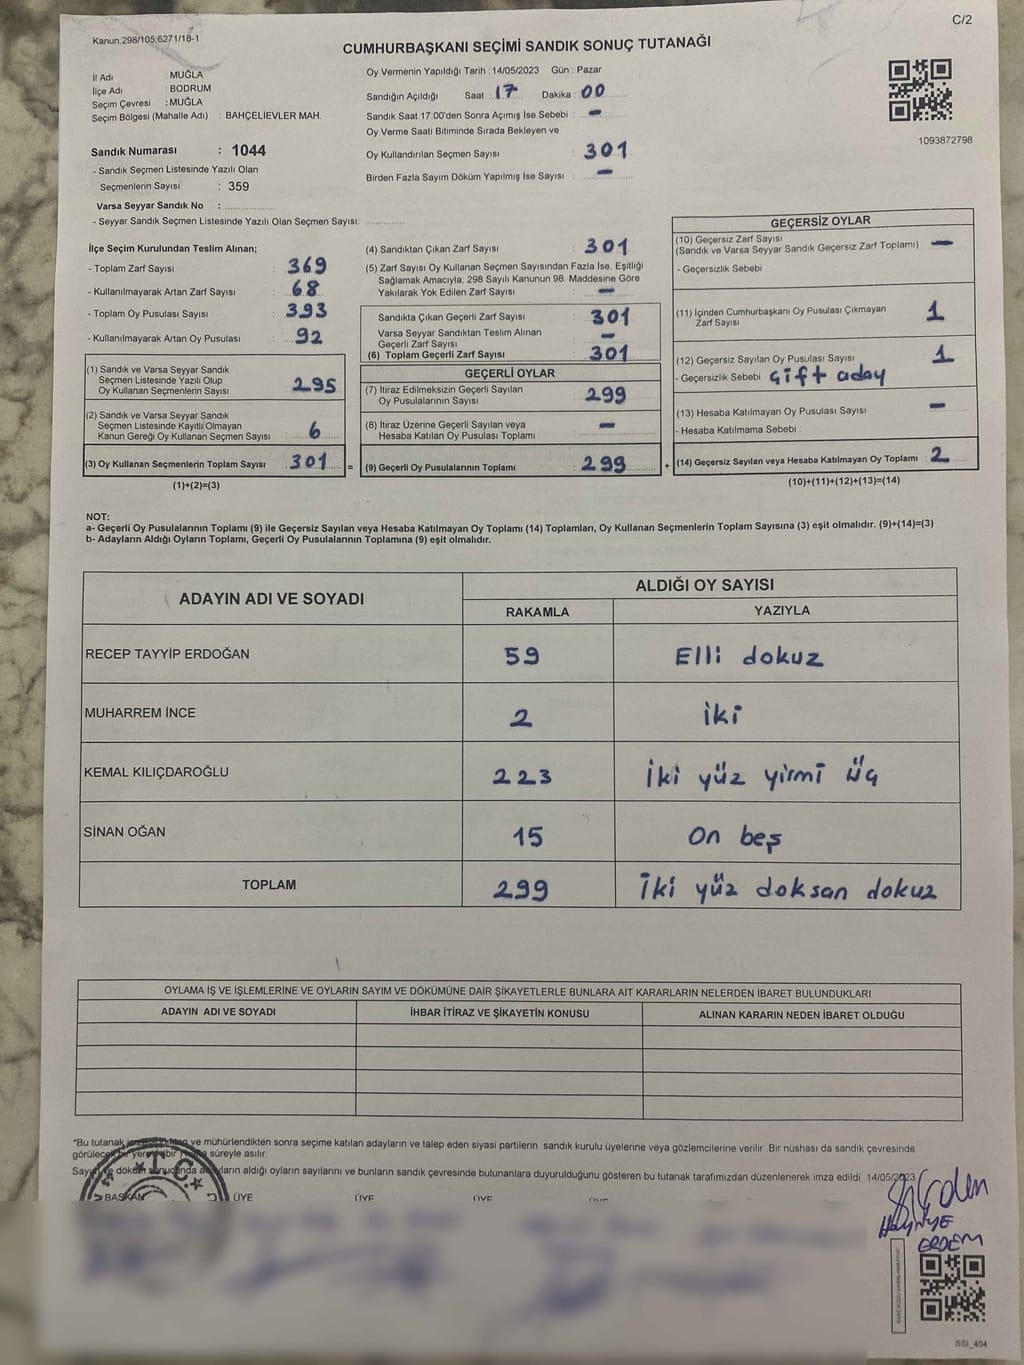 C/2
Kanun:298/105;6271/18-1
CUMHURBAŞKANI SEÇİMİ SANDIK SONUÇ TUTANAĞI
İl Adı : MUĞLA
İlçe Adı : BODRUM
Seçim Çevresi : MUĞLA
Seçim Bölgesi (Mahalle Adı) : BAHÇELİEVLER MAH.
Sandık Numarası : 1044
- Sandık Seçmen Listesinde Yazılı Olan
Seçmenlerin Sayısı : 359
Varsa Seyyar Sandık No :
- Seyyar Sandık Seçmen Listesinde Yazılı Olan Seçmen Sayısı:
Oy Vermenin Yapıldığı Tarih : 14/05/2023 Gün : Pazar
Sandığın Açıldığı Saat : 17 Dakika : 00
Sandık Saat 17:00'den Sonra Açımış İse Sebebi : -
Oy Verme Saati Bitiminde Sırada Bekleyen ve
Oy Kullandırılan Seçmen Sayısı : 301
Birden Fazla Sayım Döküm Yapılmış İse Sayısı : -
1093872798
İlçe Seçim Kurulundan Teslim Alınan;
- Toplam Zarf Sayısı : 369
- Kullanılmayarak Artan Zarf Sayısı : 68
- Toplam Oy Pusulası Sayısı : 393
- Kullanılmayarak Artan Oy Pusulası : 92
(1) Sandık ve Varsa Seyyar Sandık
Seçmen Listesinde Yazılı Olup
Oy Kullanan Seçmenlerin Sayısı : 295
(2) Sandık ve Varsa Seyyar Sandık
Seçmen Listesinde Kayıtlı Olmayan
Kanun Gereği Oy Kullanan Seçmen Sayısı : 6
(3) Oy Kullanan Seçmenlerin Toplam Sayısı : 301
(1)+(2)=(3)
(4) Sandıktan Çıkan Zarf Sayısı : 301
(5) Zarf Sayısı Oy Kullanan Seçmen Sayısından Fazla İse, Eşitliği
Sağlamak Amacıyla; 298 Sayılı Kanunun 98. Maddesine Göre
Yakılarak Yok Edilen Zarf Sayısı : -
Sandıkta Çıkan Geçerli Zarf Sayısı : 301
Varsa Seyyar Sandıktan Teslim Alınan
Geçerli Zarf Sayısı : -
(6) Toplam Geçerli Zarf Sayısı : 301
GEÇERLİ OYLAR
(7) İtiraz Edilmeksizin Geçerli Sayılan
Oy Pusulalarının Sayısı : 299
(8) İtiraz Üzerine Geçerli Sayılan veya
Hesaba Katılan Oy Pusulası Toplamı : -
= (9) Geçerli Oy Pusulalarının Toplamı : 299 +
GEÇERSİZ OYLAR
(10) Geçersiz Zarf Sayısı
(Sandık ve Varsa Seyyar Sandık Geçersiz Zarf Toplamı) : -
- Geçersizlik Sebebi
(11) İçinden Cumhurbaşkanı Oy Pusulası Çıkmayan
Zarf Sayısı 1
(12) Geçersiz Sayılan Oy Pusulası Sayısı : 1
- Geçersizlik Sebebi Çift aday
(13) Hesaba Katılmayan Oy Pusulası Sayısı : -
- Hesaba Katılmama Sebebi :
(14) Geçersiz Sayılan veya Hesaba Katılmayan Oy Toplamı : 2
(10)+(11)+(12)+(13)=(14)
NOT:
a- Geçerli Oy Pusulalarının Toplamı (9) ile Geçersiz Sayılan veya Hesaba Katılmayan Oy Toplamı (14) Toplamları, Oy Kullanan Seçmenlerin Toplam Sayısına (3) eşit olmalıdır. (9)+(14)=(3)
b- Adayların Aldığı Oyların Toplamı, Geçerli Oy Pusulalarının Toplamına (9) eşit olmalıdır.
ADAYIN ADI VE SOYADI ALDIĞI OY SAYISI
RAKAMLA YAZIYLA
RECEP TAYYİP ERDOĞAN 59 Elli dokuz
MUHARREM İNCE 2 iki
KEMAL KILIÇDAROĞLU 223 İki yüz yirmi üç
SİNAN OĞAN 15 On beş
TOPLAM 299 İki yüz doksan dokuz
OYLAMA İŞ VE İŞLEMLERİNE VE OYLARIN SAYIM VE DÖKÜMÜNE DAİR ŞİKAYETLERLE BUNLARA AİT KARARLARIN NELERDEN İBARET BULUNDUKLARI
ADAYIN ADI VE SOYADI İHBAR İTİRAZ VE ŞİKAYETİN KONUSU ALINAN KARARIN NEDEN İBARET OLDUĞU
*Bu tutanak ve mühürlendikten sonra seçime katılan adayların ve talep eden siyasi partilerin sandık kurulu üyelerine veya gözlemcilerine verilir. Bir nushası da sandık çevresinde
görülecek bir yere bir hafta süreyle asılır.
Sayım ve döküm sonucunda adayların aldığı oyların sayılarını ve bunların sandık çevresinde bulunanlara duyurulduğunu gösteren bu tutanak tarafımızdan düzenlenerek imza edildi. 14/05/2023
T.C.
BAŞKAN ÜYE ÜYE ÜYE
ERDEM
SSI_404